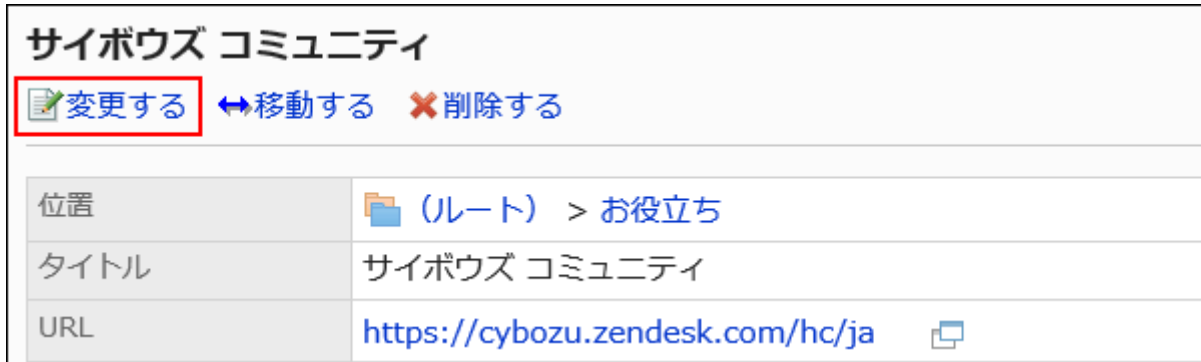 サイボウズ コミュニティ
変更する 移動する 削除する
位置 （ルート） > お役立ち
タイトル サイボウズ コミュニティ
URL https://cybozu.zendesk.com/hc/ja